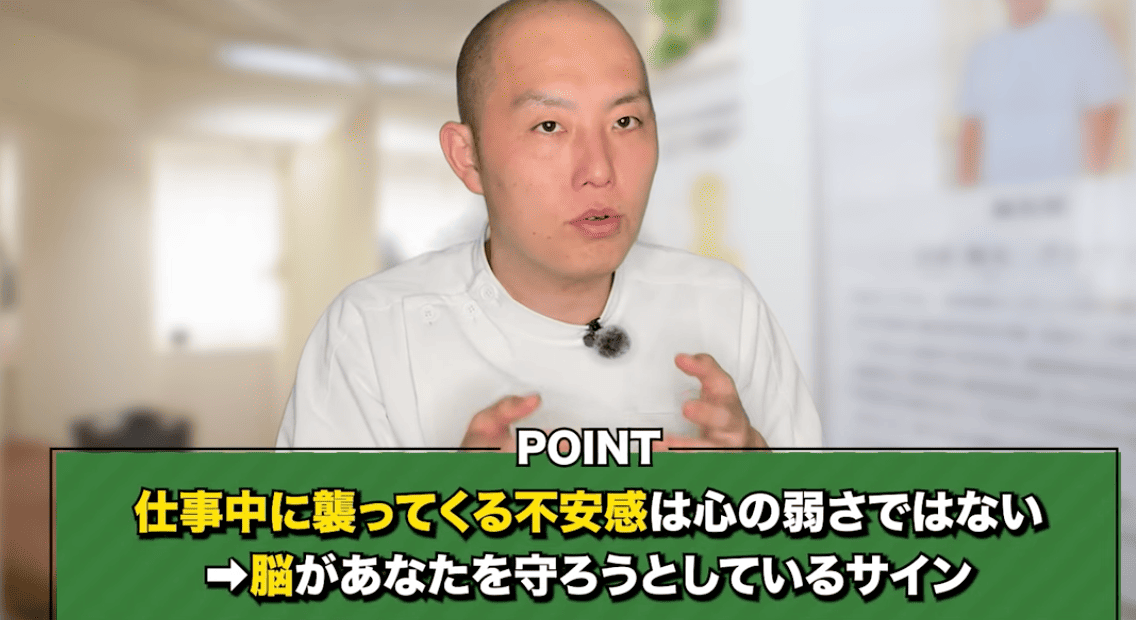 POINT
仕事中に襲ってくる不安感は心の弱さではない
➡脳があなたを守ろうとしているサイン